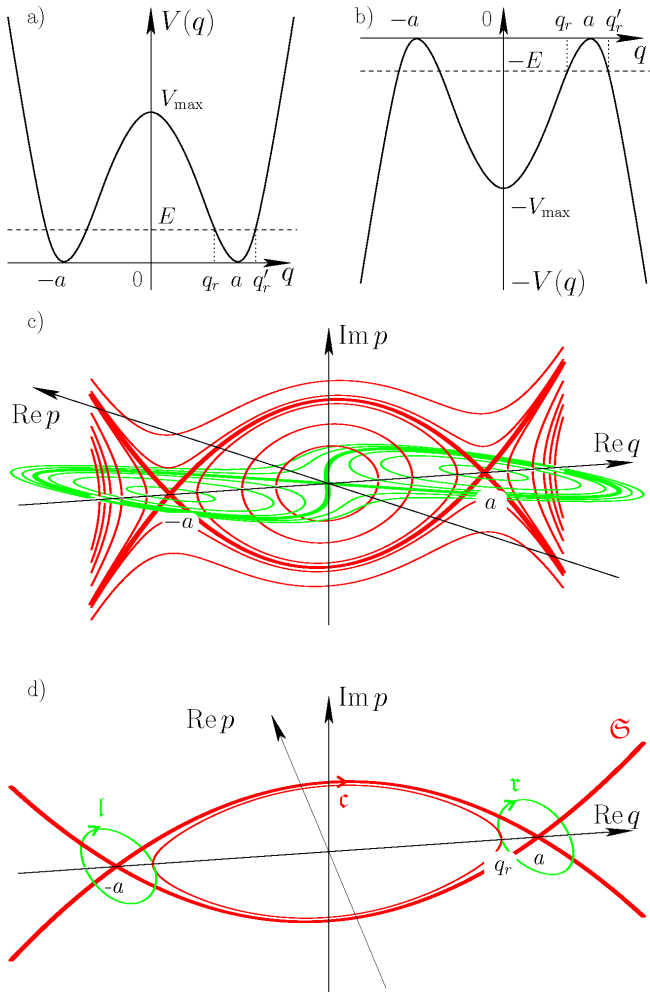 a)
V(q)
V_max
E
−a
0
q_r
a
q′_r
q
b)
−a
0
q_r
a
q′_r
q
−E
−V_max
−V(q)
c)
Im p
Re p
Re q
−a
a
d)
Re p
Im p
𝔖
𝔩
𝔠
𝔯
Re q
-a
q_r
a